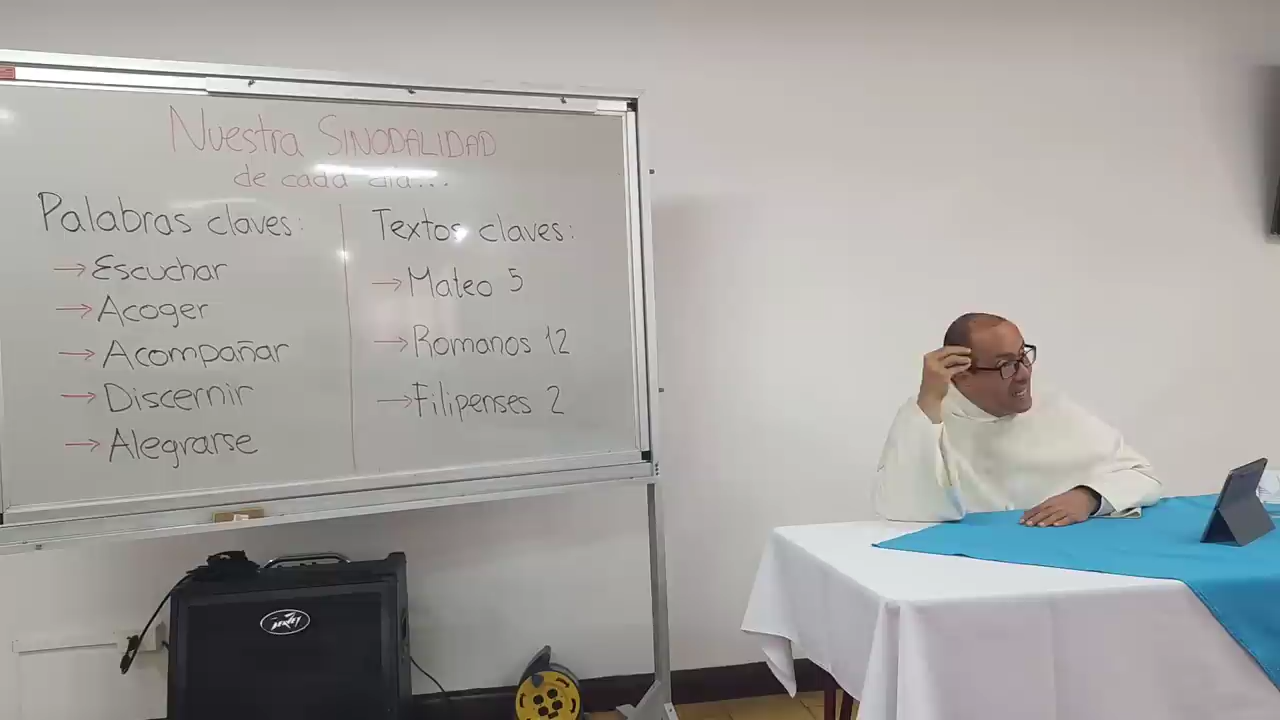 Nuestra SINODALIDAD
de cada día...
Palabras claves:
→ Escuchar
→ Acoger
→ Acompañar
→ Discernir
→ Alegrarse
Textos claves:
→ Mateo 5
→ Romanos 12
→ Filipenses 2
PEAVEY